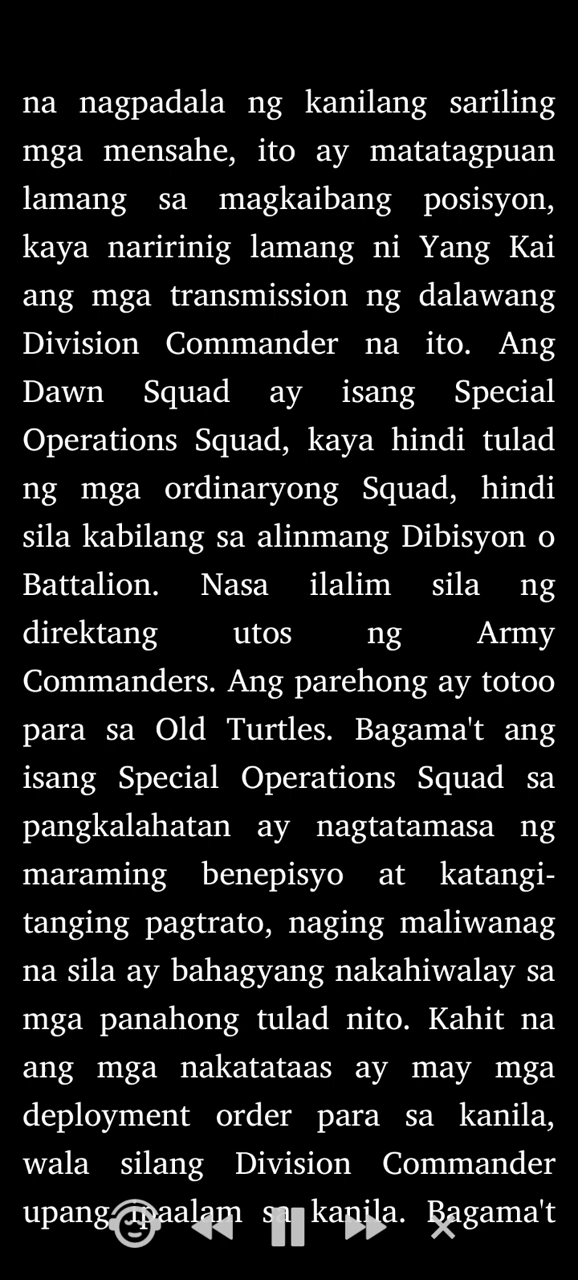 na nagpadala ng kanilang sariling
mga mensahe, ito ay matatagpuan
lamang sa magkaibang posisyon,
kaya naririnig lamang ni Yang Kai
ang mga transmission ng dalawang
Division Commander na ito. Ang
Dawn Squad ay isang Special
Operations Squad, kaya hindi tulad
ng mga ordinaryong Squad, hindi
sila kabilang sa alinmang Dibisyon o
Battalion. Nasa ilalim sila ng
direktang utos ng Army
Commanders. Ang parehong ay totoo
para sa Old Turtles. Bagama't ang
isang Special Operations Squad sa
pangkalahatan ay nagtatamasa ng
maraming benepisyo at katangi-
tanging pagtrato, naging maliwanag
na sila ay bahagyang nakahiwalay sa
mga panahong tulad nito. Kahit na
ang mga nakatataas ay may mga
deployment order para sa kanila,
wala silang Division Commander
upang ipaalam sa kanila. Bagama't